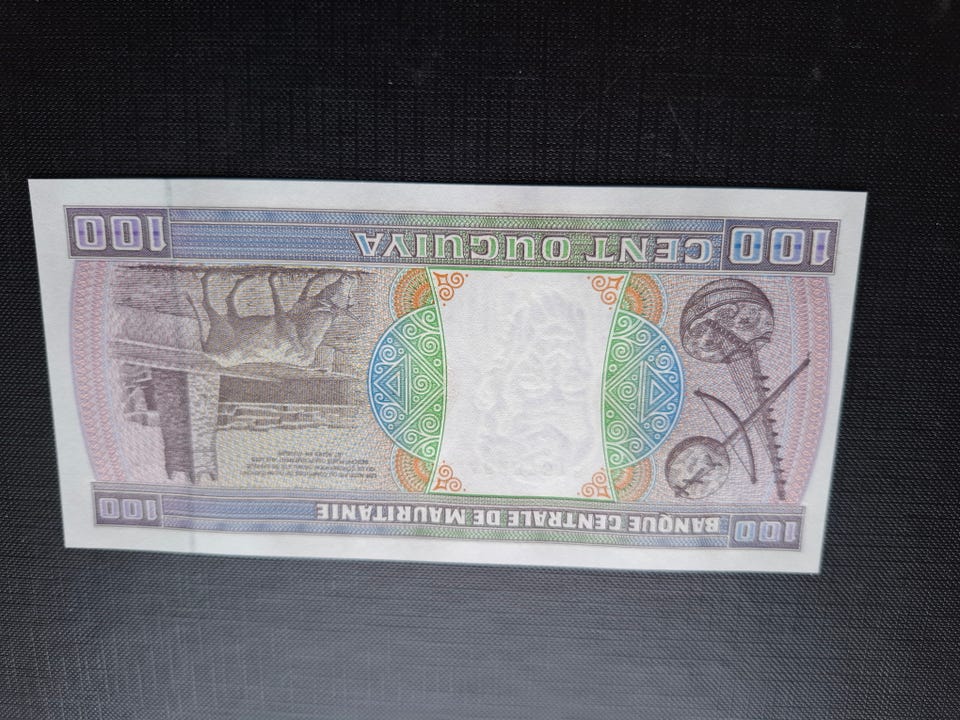 100 BANQUE CENTRALE DE MAURITANIE 100
100 CENT OUGUIYA 100